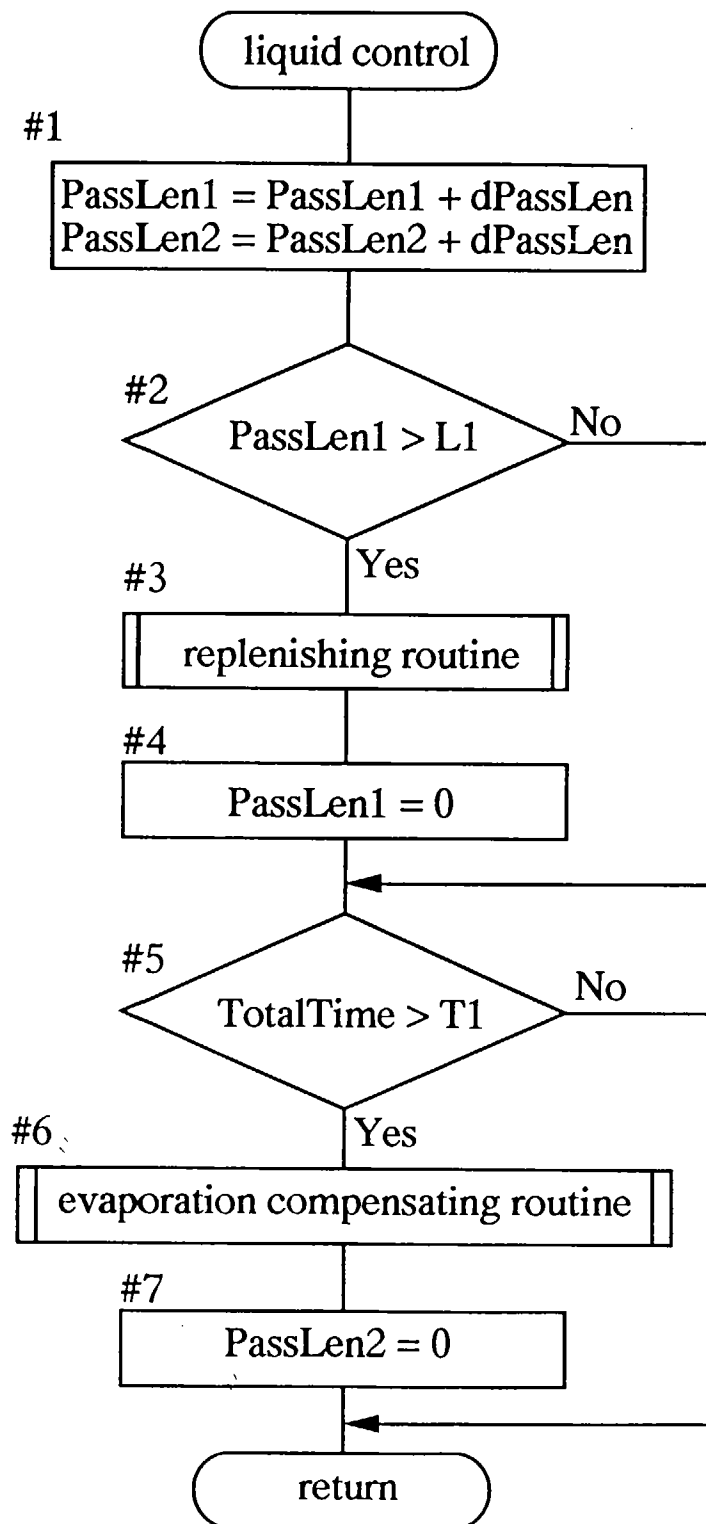 liquid control
#1
PassLen1 = PassLen1 + dPassLen
PassLen2 = PassLen2 + dPassLen
#2
PassLen1 > L1
No
Yes
#3
replenishing routine
#4
PassLen1 = 0
#5
TotalTime > T1
No
Yes
#6
evaporation compensating routine
#7
PassLen2 = 0
return